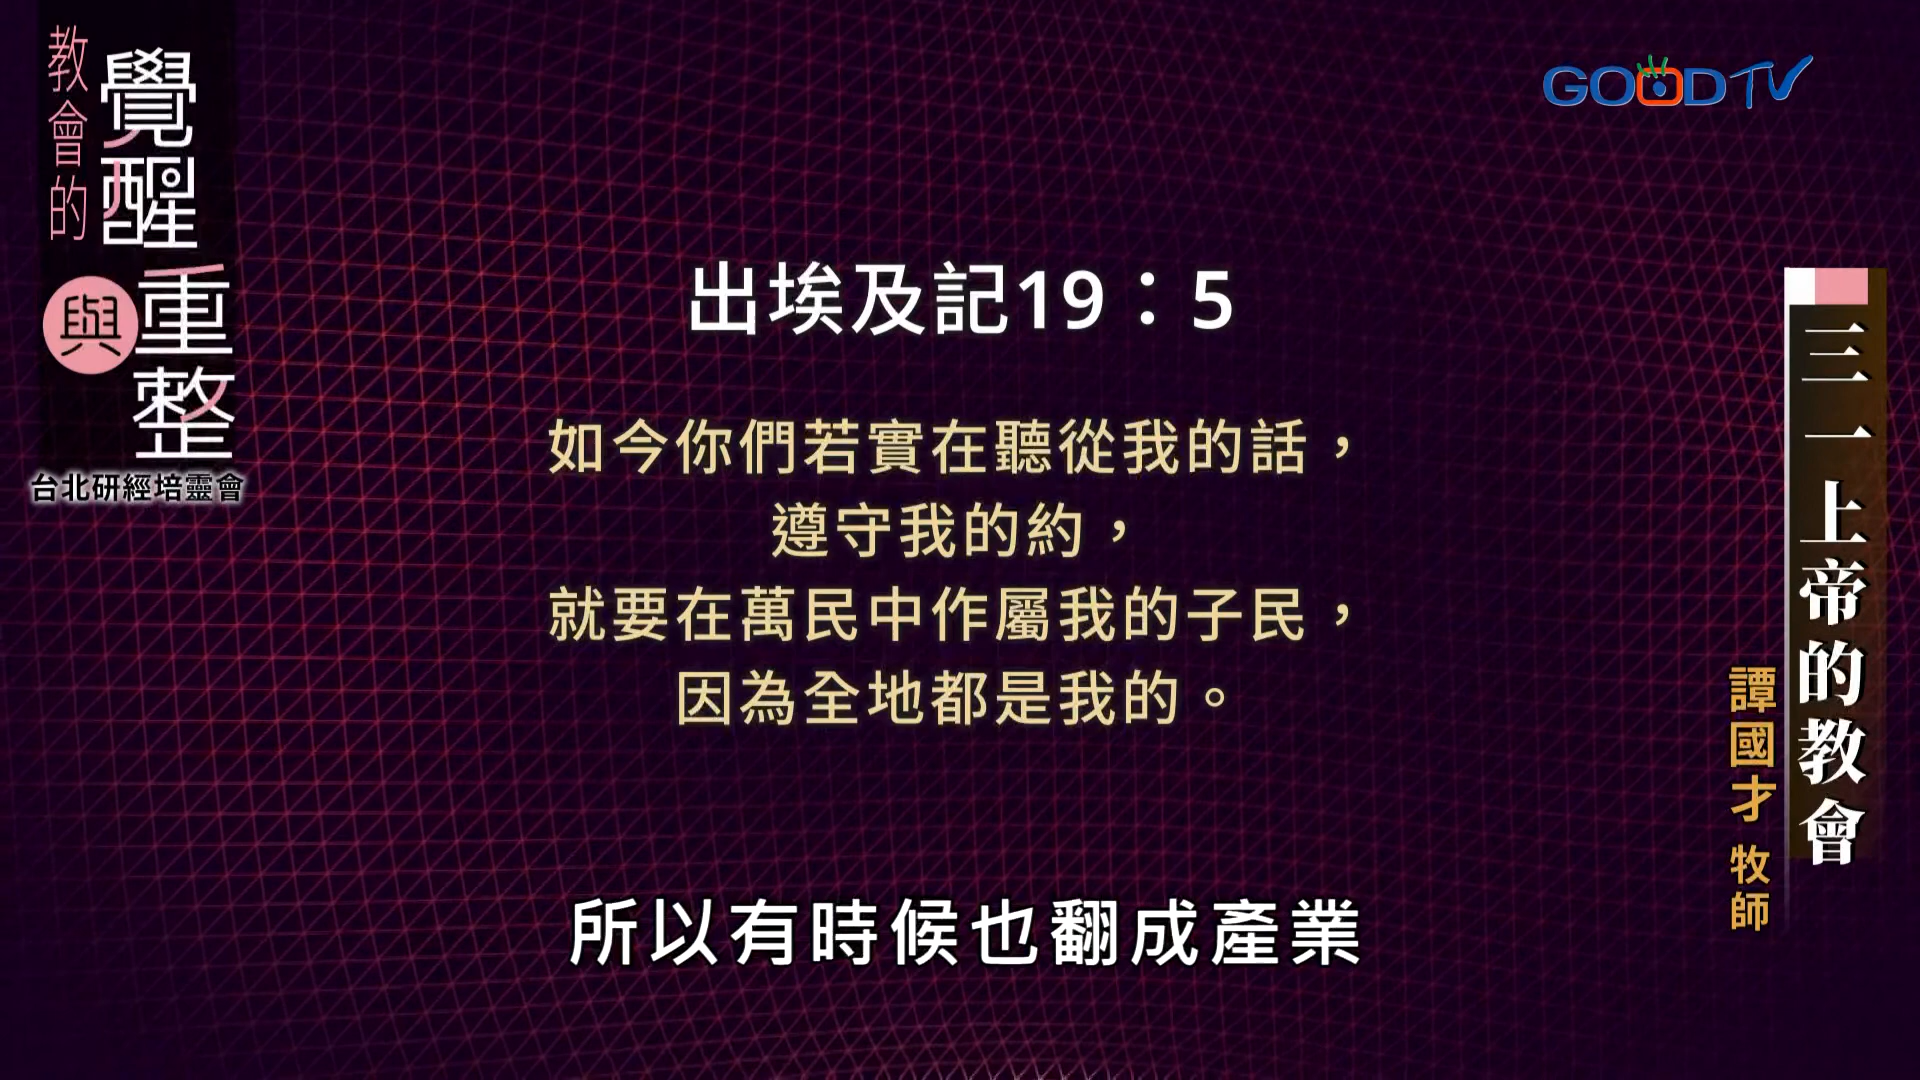 教會的
覺醒
與
重整
台北研經培靈會
GOOD TV
出埃及記19：5
如今你們若實在聽從我的話，
遵守我的約，
就要在萬民中作屬我的子民，
因為全地都是我的。
三一上帝的教會
譚國才 牧師
所以有時候也翻成產業